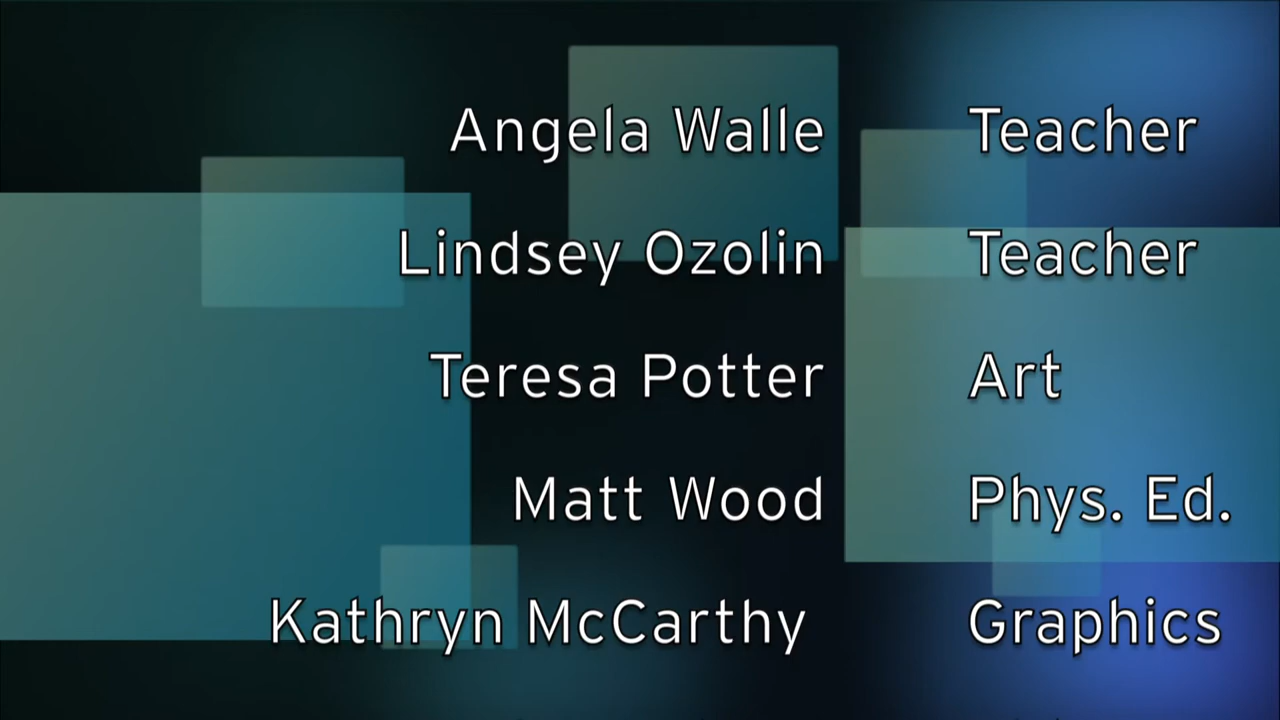 Angela Walle Teacher
Lindsey Ozolin Teacher
Teresa Potter Art
Matt Wood Phys. Ed.
Kathryn McCarthy Graphics